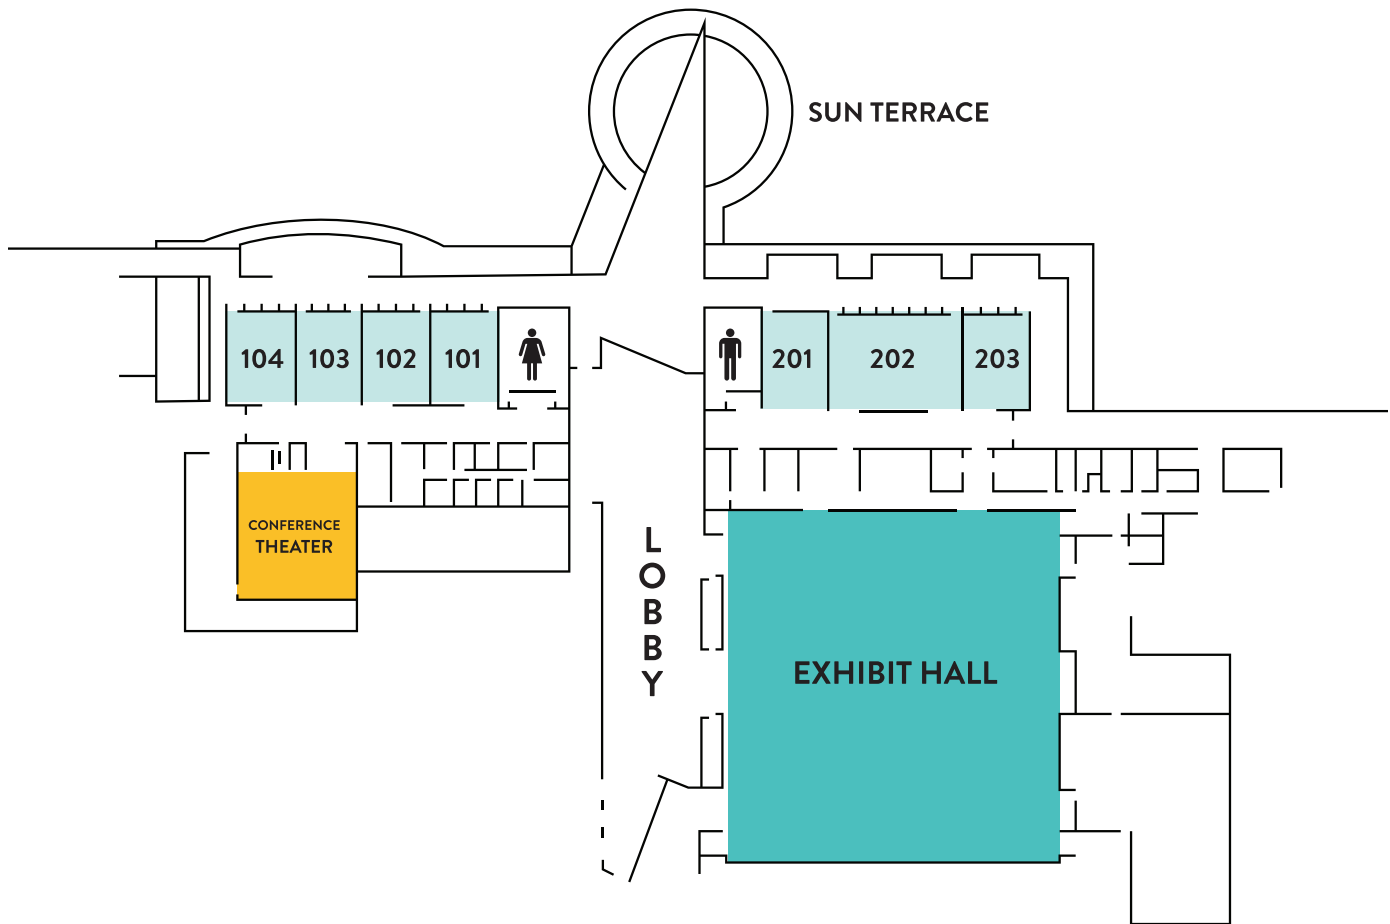 SUN TERRACE
104
103
102
101
201
202
203
CONFERENCE
THEATER
LOBBY
EXHIBIT HALL